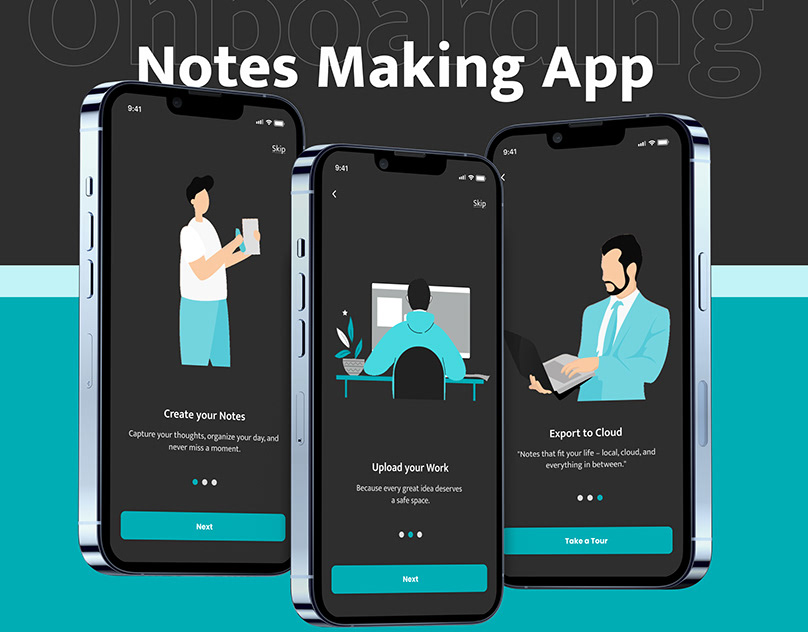 Onboarding
Notes Making App
9:41
Skip
Create your Notes
Capture your thoughts, organize your day, and
never miss a moment.
Next
9:41
Skip
Upload your Work
Because every great idea deserves
a safe space.
Next
9:41
Export to Cloud
"Notes that fit your life – local, cloud, and
everything in between."
Take a Tour